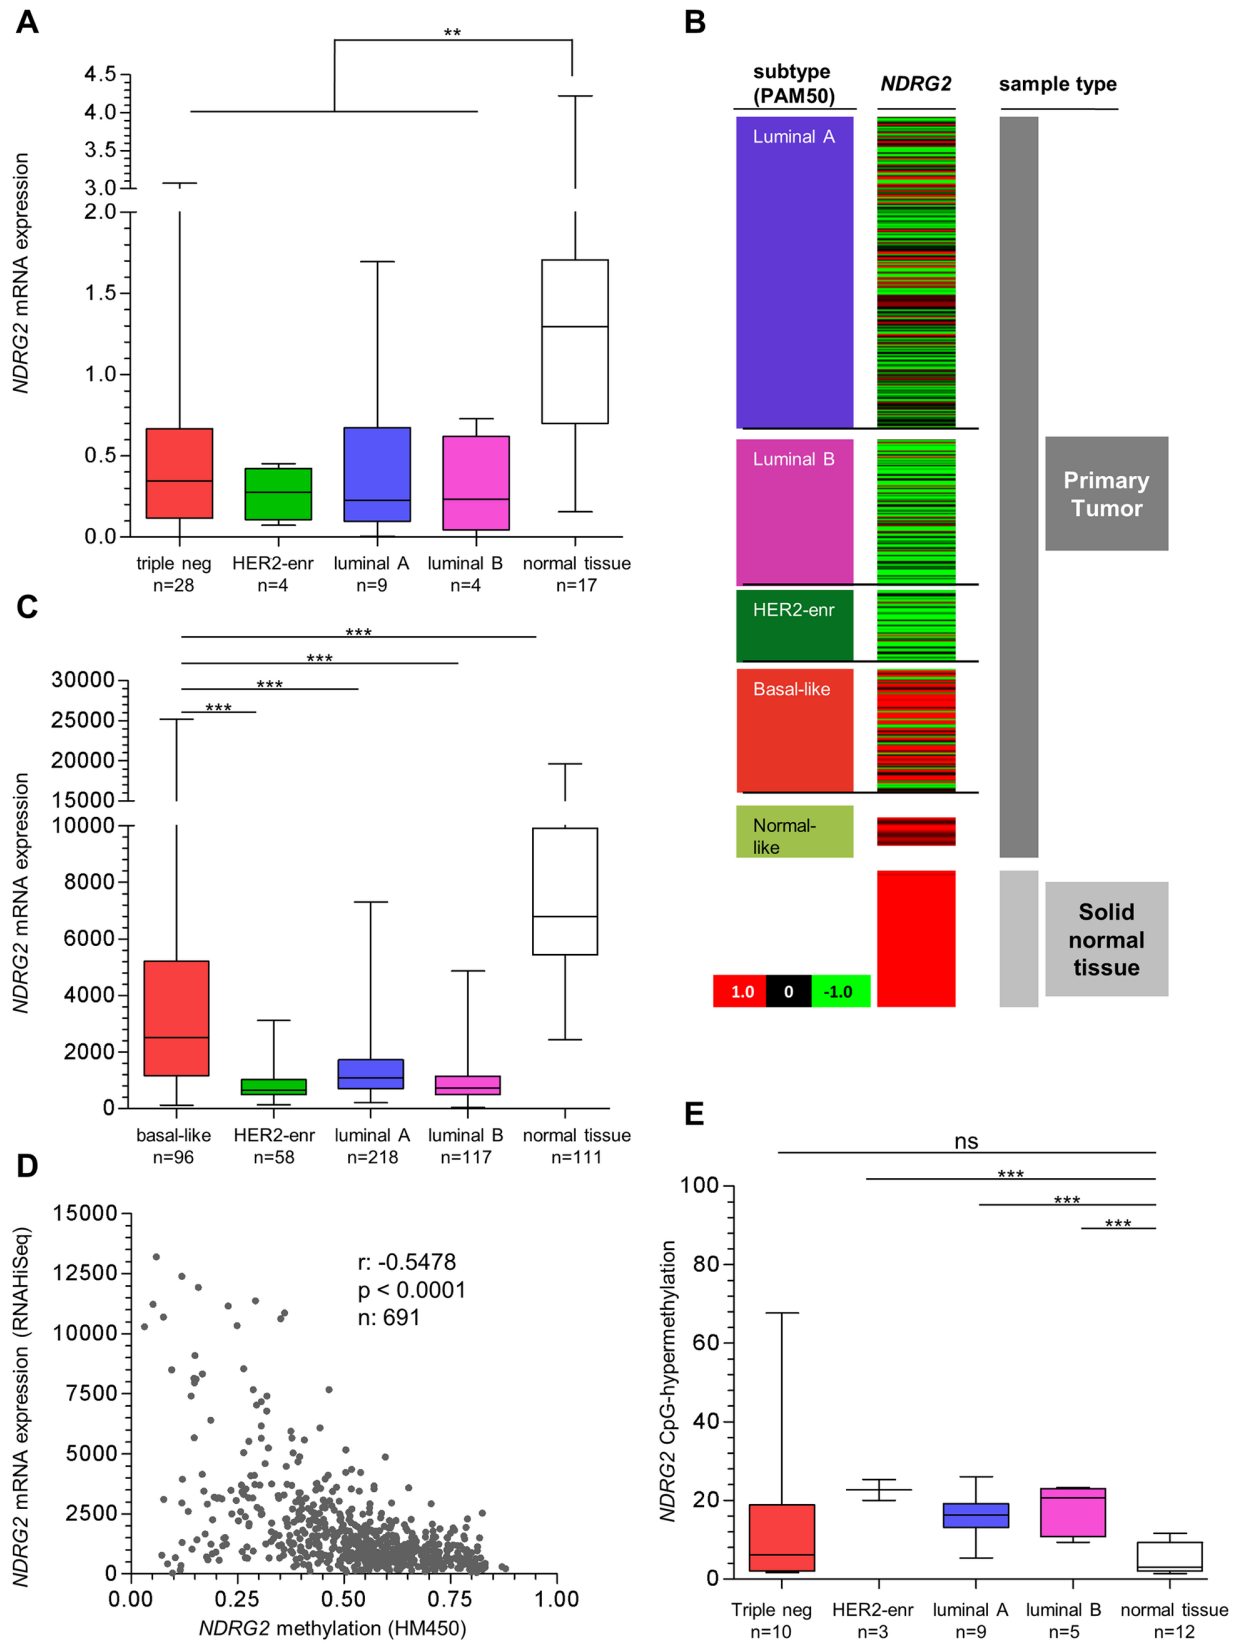 A
**
4.5
4.0
3.5
3.0
2.0
1.5
1.0
0.5
0.0
NDRG2 mRNA expression
triple neg HER2-enr luminal A luminal B normal tissue
n=28 n=4 n=9 n=4 n=17
B
subtype (PAM50)
NDRG2
sample type
Luminal A
Luminal B
HER2-enr
Basal-like
Normal-like
Primary
Tumor
Solid
normal
tissue
1.0 0 -1.0
C
***
***
***
***
30000
25000
20000
15000
10000
8000
6000
4000
2000
0
NDRG2 mRNA expression
basal-like HER2-enr luminal A luminal B normal tissue
n=96 n=58 n=218 n=117 n=111
D
15000
12500
10000
7500
5000
2500
0
NDRG2 mRNA expression (RNAHiSeq)
r: -0.5478
p < 0.0001
n: 691
0.00 0.25 0.50 0.75 1.00
NDRG2 methylation (HM450)
E
ns
***
***
***
100
80
60
40
20
0
NDRG2 CpG-hypermethylation
Triple neg HER2-enr luminal A luminal B normal tissue
n=10 n=3 n=9 n=5 n=12